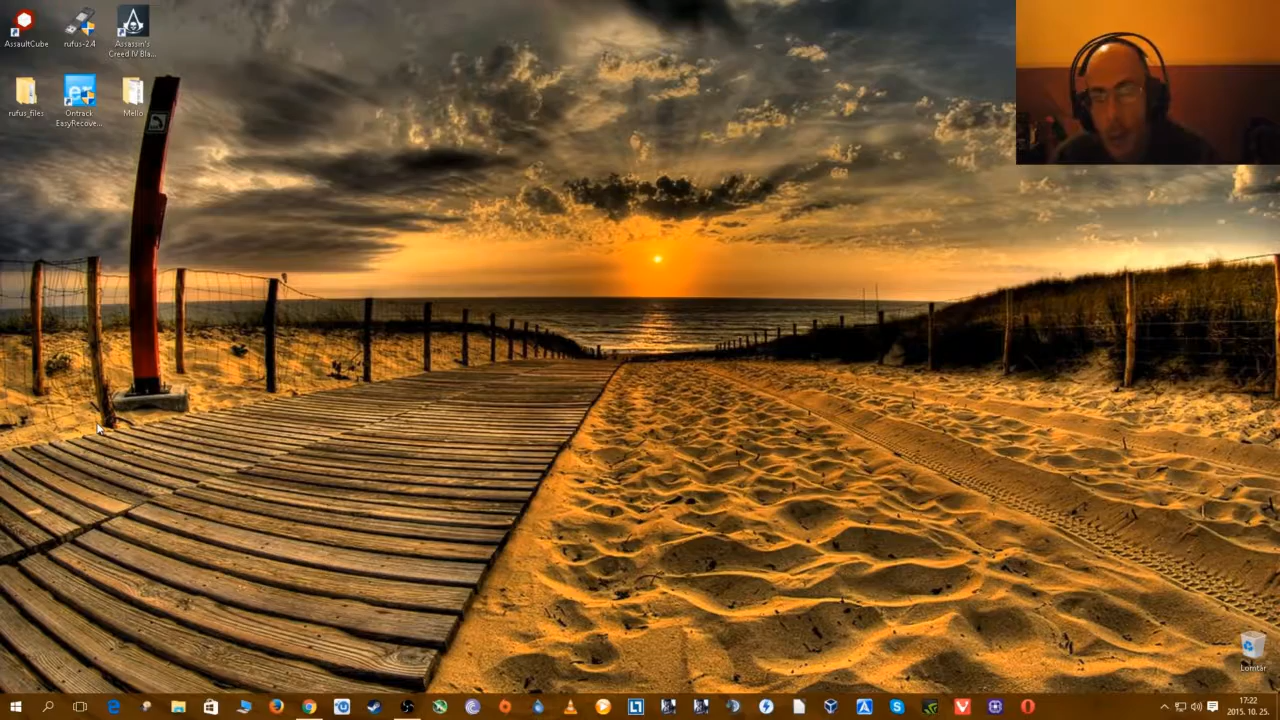 AssaultCube
rufus-2.4
Assassin's
Creed IV Bla...
rufus_files
Ontrack
EasyRecove...
Mello
Lomtár
17:22
2015. 10. 25.